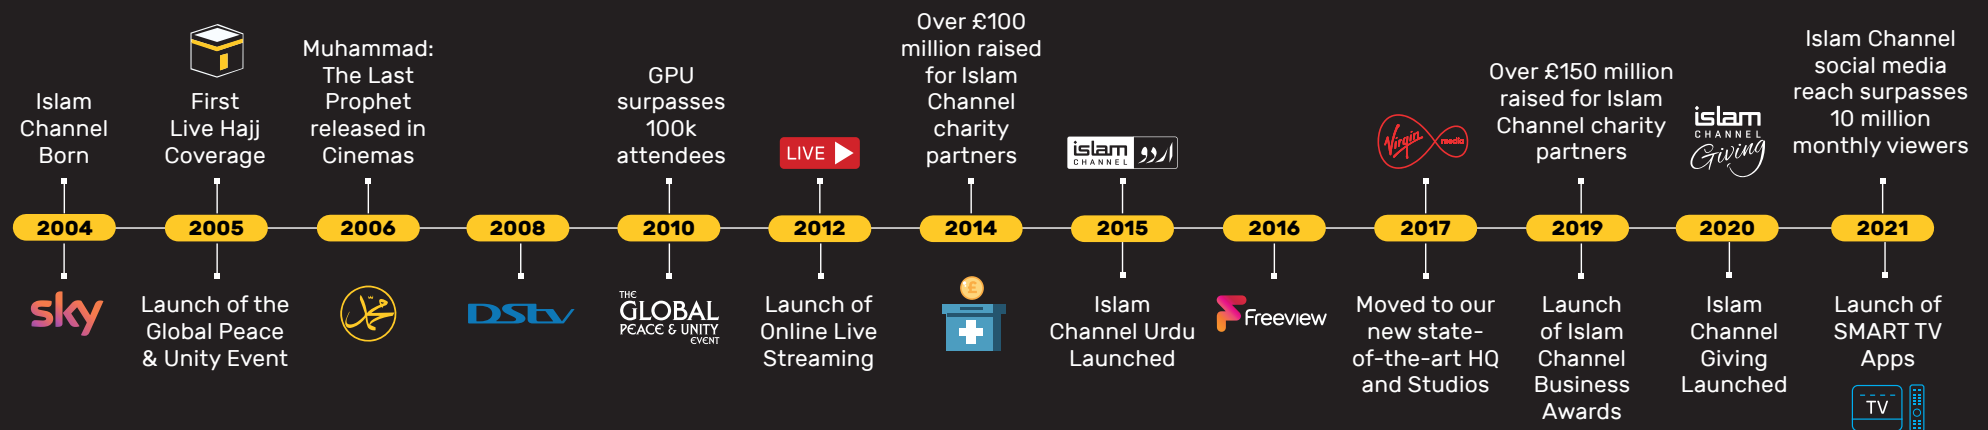 Islam
Channel
Born
2004
sky
First
Live Hajj
Coverage
2005
Launch of the
Global Peace
& Unity Event
Muhammad:
The Last
Prophet
released in
Cinemas
2006
محمد
2008
DStv
GPU
surpasses
100k
attendees
2010
THE
GLOBAL
PEACE & UNITY
EVENT
LIVE
2012
Launch of
Online Live
Streaming
Over £100
million raised
for Islam
Channel
charity
partners
2014
£
islam
CHANNEL
اردو
2015
Islam
Channel Urdu
Launched
2016
Freeview
Virgin
media
2017
Moved to our
new state-
of-the-art HQ
and Studios
Over £150 million
raised for Islam
Channel charity
partners
2019
Launch
of Islam
Channel
Business
Awards
islam
CHANNEL
Giving
2020
Islam
Channel
Giving
Launched
Islam Channel
social media
reach surpasses
10 million
monthly viewers
2021
Launch of
SMART TV
Apps
TV